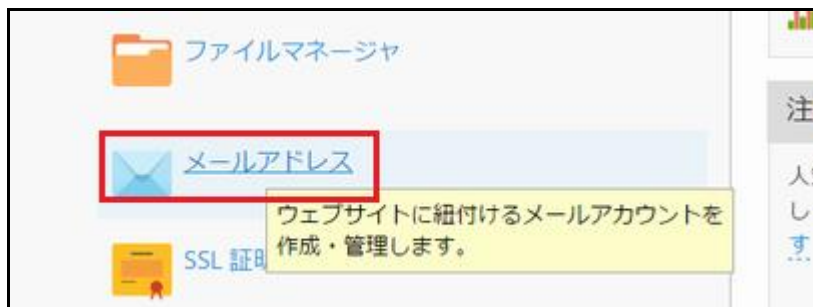 ファイルマネージャ
メールアドレス
ウェブサイトに紐付けるメールアカウントを
作成・管理します。
SSL 証
注
人
し
す